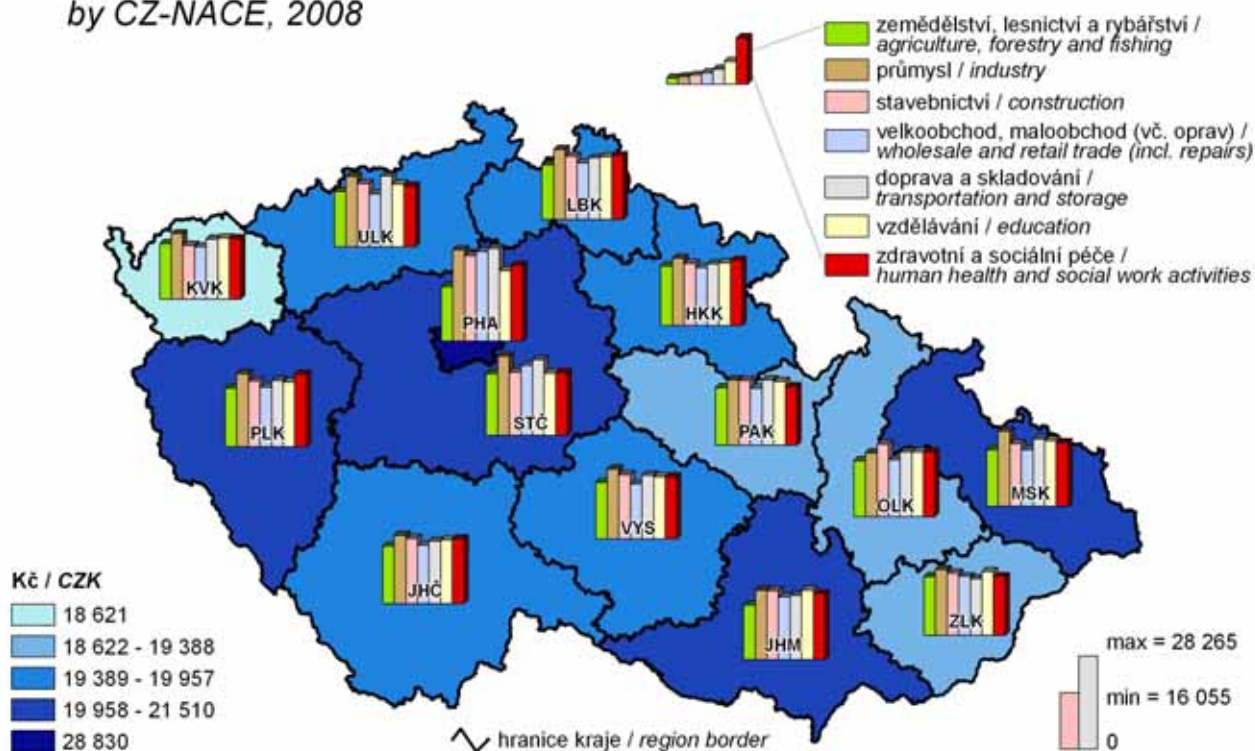 by CZ-NACE, 2008
zemědělství, lesnictví a rybářství /
agriculture, forestry and fishing
průmysl / industry
stavebnictví / construction
velkoobchod, maloobchod (vč. oprav) /
wholesale and retail trade (incl. repairs)
doprava a skladování /
transportation and storage
vzdělávání / education
zdravotní a sociální péče /
human health and social work activities
LBK
ULK
KVK
PHA
HKK
STČ
PLK
PAK
OLK
MSK
VYS
JHČ
ZLK
JHM
Kč / CZK
18 621
18 622 - 19 388
19 389 - 19 957
19 958 - 21 510
28 830
hranice kraje / region border
max = 28 265
min = 16 055
0